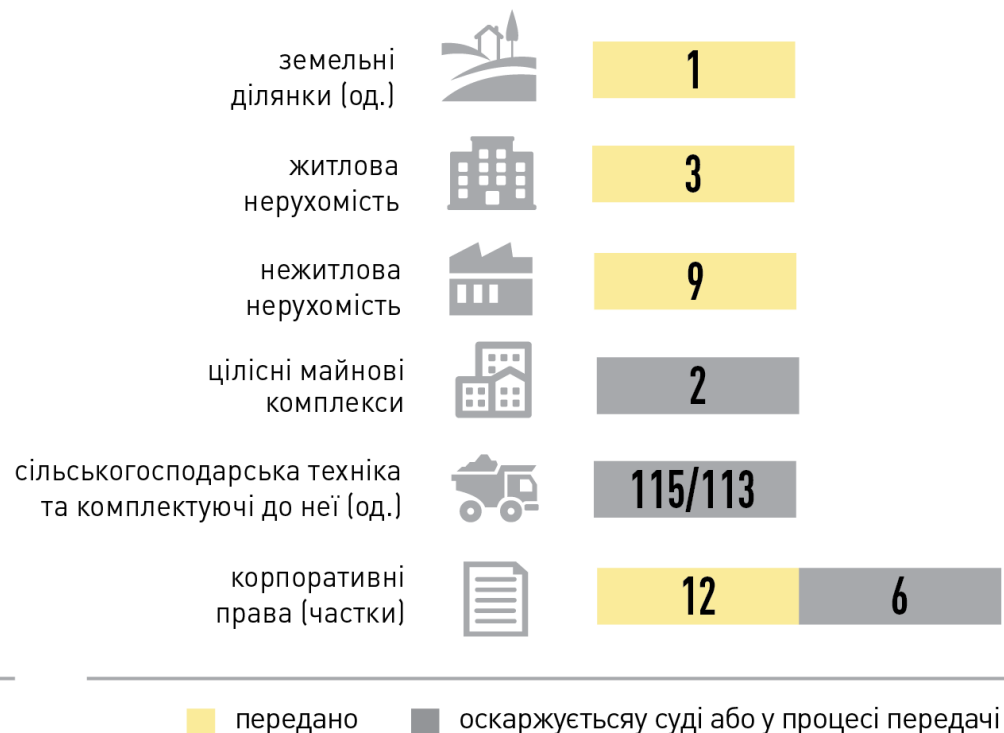 земельні
ділянки (од.)
1
житлова
нерухомість
3
нежитлова
нерухомість
9
цілісні майнові
комплекси
2
сільськогосподарська техніка
та комплектуючі до неї (од.)
115/113
корпоративні
права (частки)
12
6
передано
оскаржуєтьсяу суді або у процесі передачі